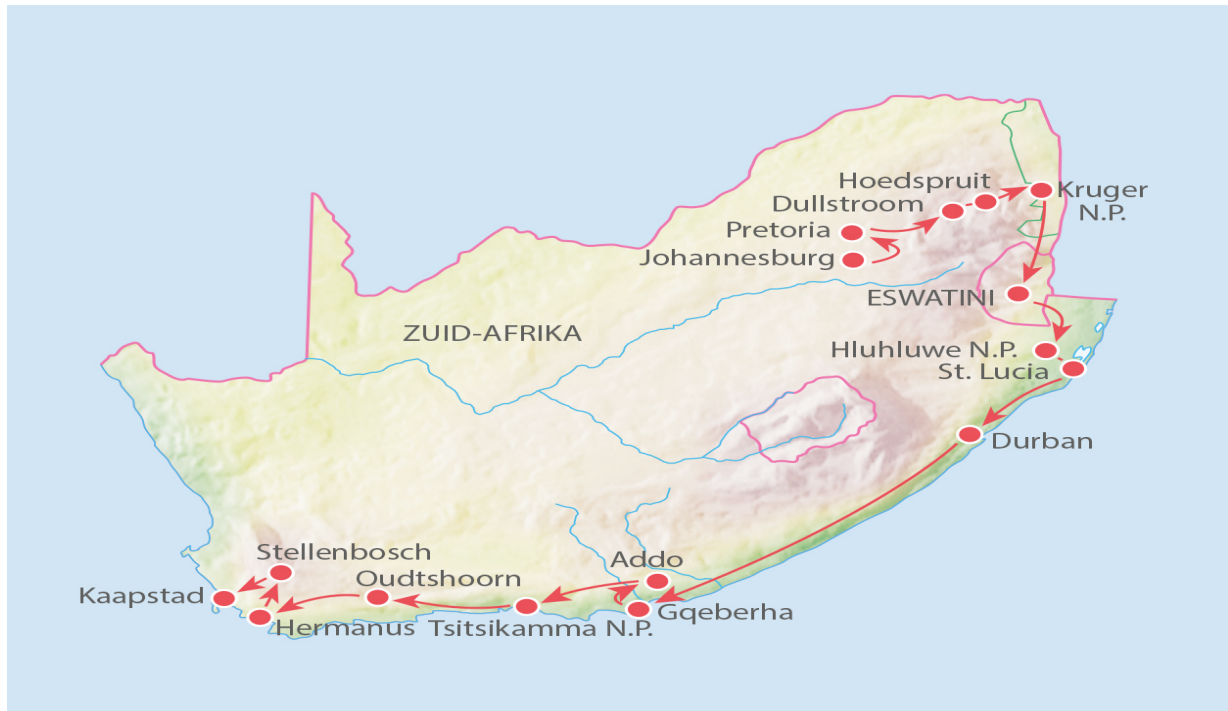 Hoedspruit
Dullstroom
Kruger
N.P.
Pretoria
Johannesburg
ESWATINI
ZUID-AFRIKA
Hluhluwe N.P.
St. Lucia
Durban
Stellenbosch
Addo
Oudtshoorn
Kaapstad
Gqeberha
Hermanus
Tsitsikamma N.P.